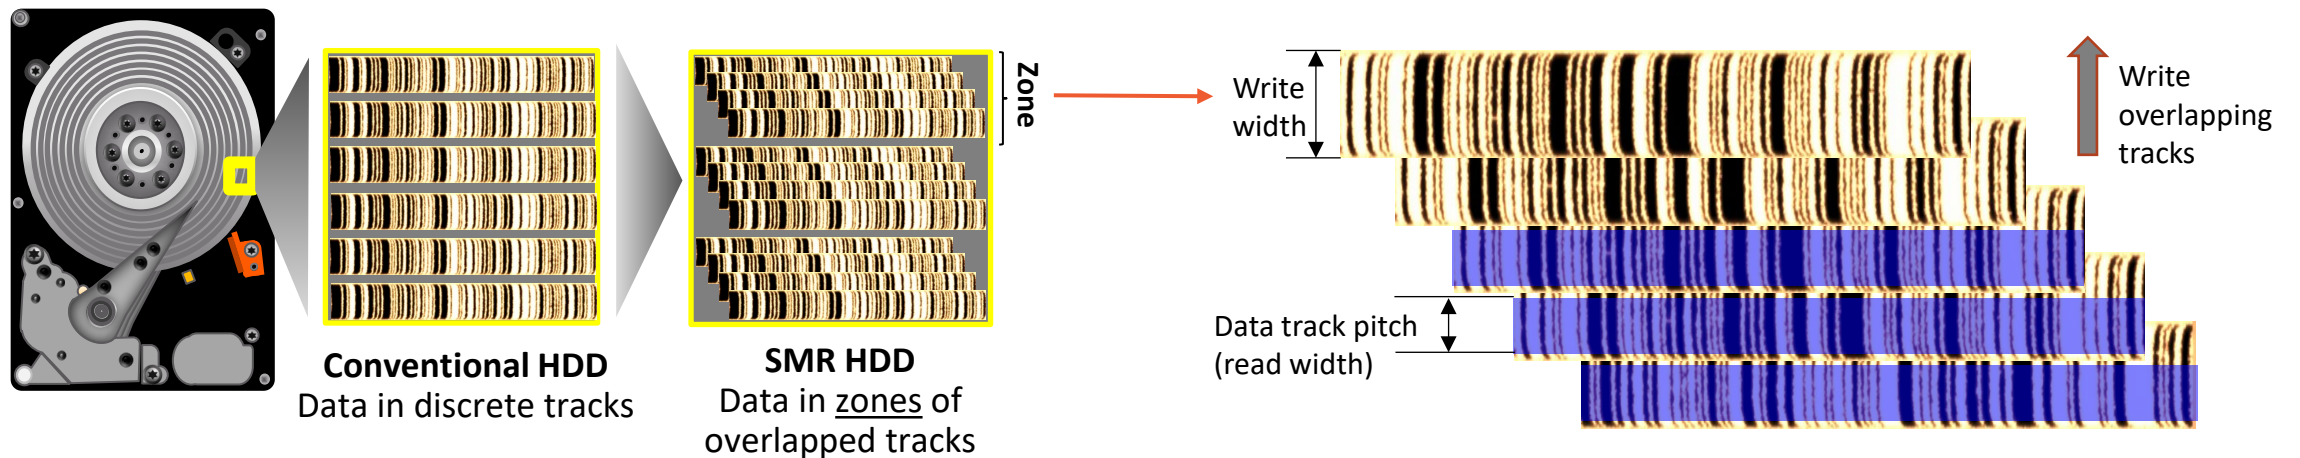 Conventional HDD
Data in discrete tracks
SMR HDD
Data in zones of
overlapped tracks
Zone
Write
width
Data track pitch
(read width)
Write
overlapping
tracks